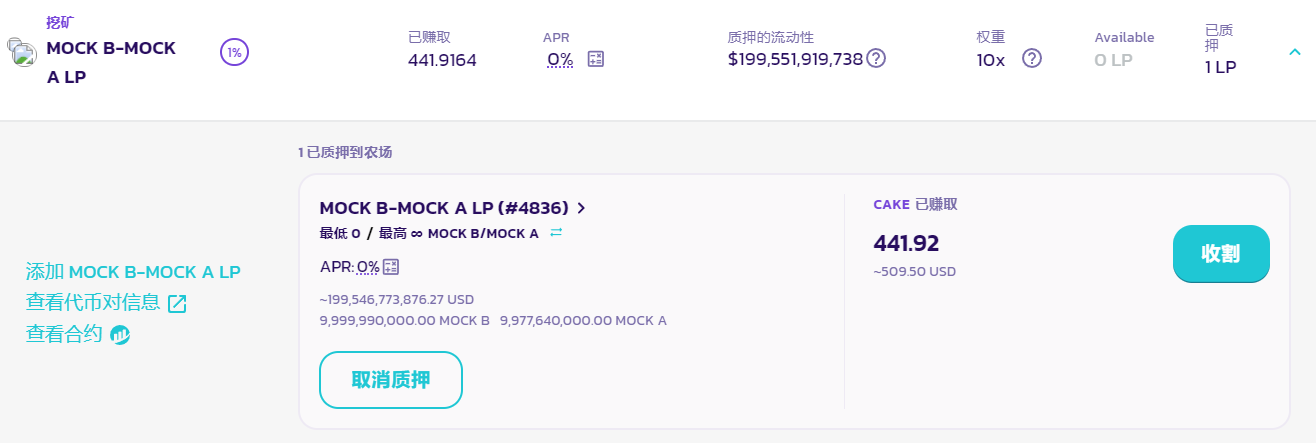 挖矿
MOCK B-MOCK
A LP
1%
已赚取
441.9164
APR
0%
质押的流动性
$199,551,919,738
权重
10x
Available
0 LP
已质
押
1 LP
1 已质押到农场
添加 MOCK B-MOCK A LP
查看代币对信息
查看合约
MOCK B-MOCK A LP (#4836)
最低 0 / 最高 ∞ MOCK B/MOCK A
APR: 0%
~199,546,773,876.27 USD
9,999,990,000.00 MOCK B 9,977,640,000.00 MOCK A
取消质押
CAKE 已赚取
441.92
~509.50 USD
收割